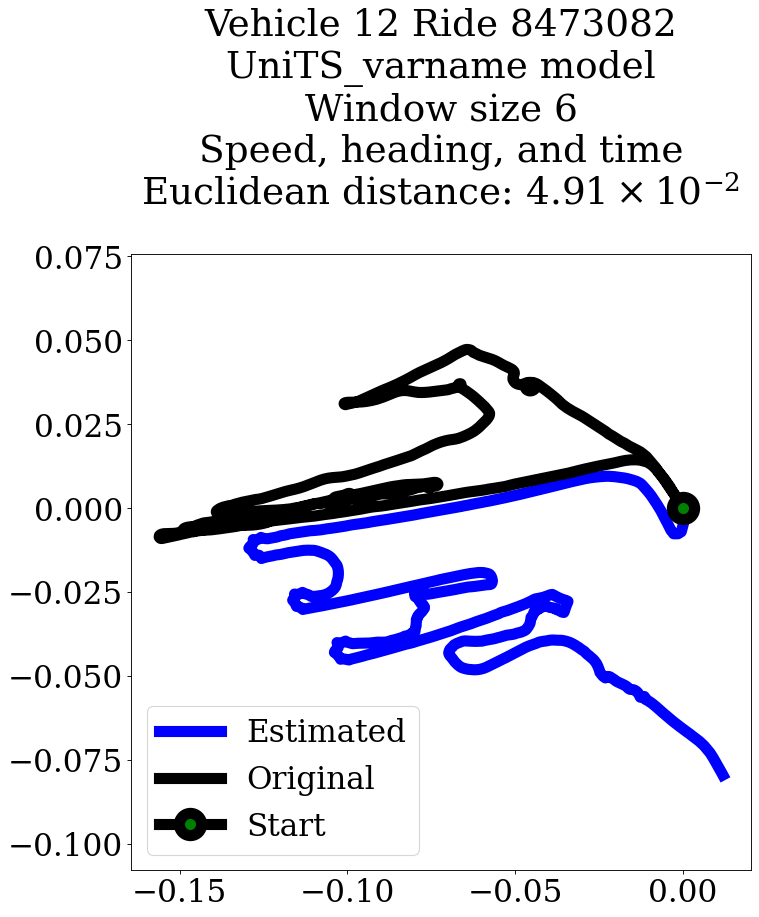 Vehicle 12 Ride 8473082
UniTS_varname model
Window size 6
Speed, heading, and time
Euclidean distance: 4.91 × 10⁻²
0.075
0.050
0.025
0.000
−0.025
−0.050
−0.075
−0.100
Estimated
Original
Start
−0.15 −0.10 −0.05 0.00